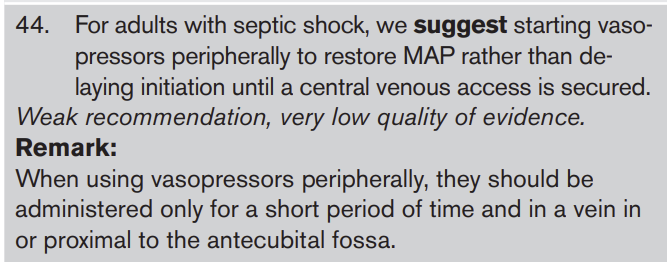 44. For adults with septic shock, we suggest starting vaso-
pressors peripherally to restore MAP rather than de-
laying initiation until a central venous access is secured.
Weak recommendation, very low quality of evidence.
Remark:
When using vasopressors peripherally, they should be
administered only for a short period of time and in a vein in
or proximal to the antecubital fossa.